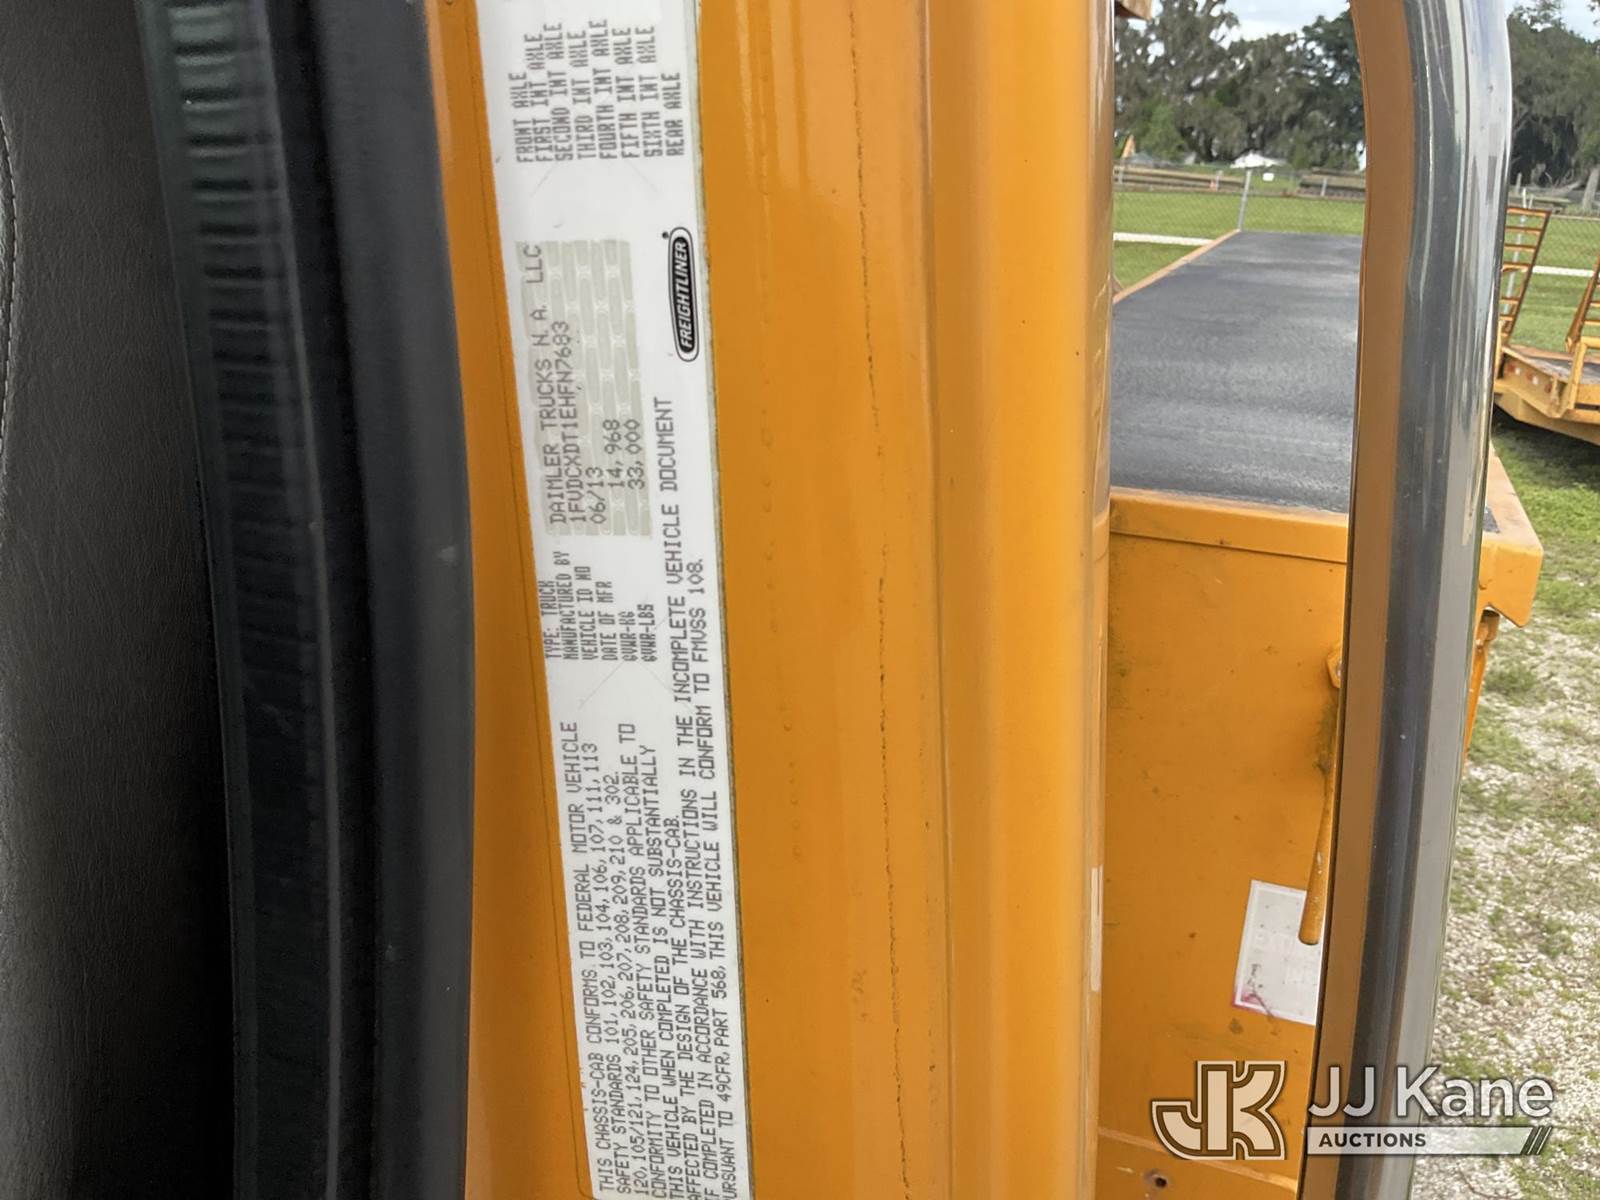 THIS CHASSIS-CAB CONFORMS TO FEDERAL MOTOR VEHICLE
SAFETY STANDARDS 101, 102, 103, 104, 106, 107, 111, 113
120, 105/121, 124, 205, 206, 207, 208, 209, 210 & 302.
CONFORMITY TO OTHER SAFETY STANDARDS APPLICABLE TO
THIS VEHICLE WHEN COMPLETED IS NOT SUBSTANTIALLY
AFFECTED BY THE DESIGN OF THE CHASSIS-CAB.
IF COMPLETED IN ACCORDANCE WITH INSTRUCTIONS IN THE INCOMPLETE VEHICLE DOCUMENT
PURSUANT TO 49CFR, PART 568, THIS VEHICLE WILL CONFORM TO FMVSS 108.
TYPE: TRUCK
MANUFACTURED BY DAIMLER TRUCKS N.A. LLC
VEHICLE ID NO 1FVDCXDT1EHFN7683
DATE OF MFR 06/13
GVWR-KG 14,968
GVWR-LBS 33,000
FREIGHTLINER
FRONT AXLE
FIRST INT AXLE
SECOND INT AXLE
THIRD INT AXLE
FOURTH INT AXLE
FIFTH INT AXLE
SIXTH INT AXLE
REAR AXLE
JK JJ Kane
AUCTIONS